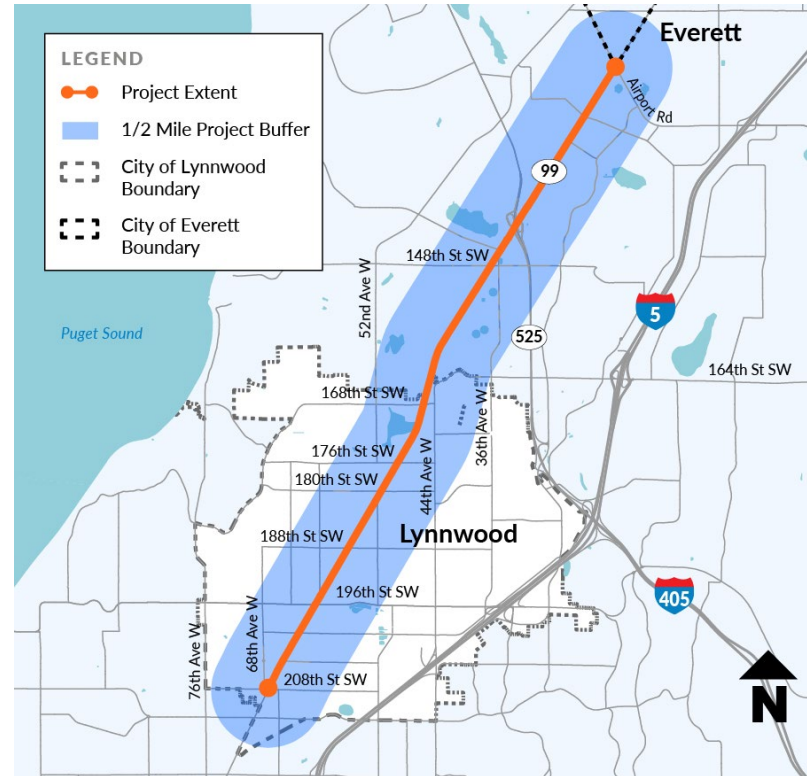 LEGEND
Project Extent
1/2 Mile Project Buffer
City of Lynnwood
Boundary
City of Everett
Boundary
Everett
Airport Rd
99
148th St SW
52nd Ave W
Puget Sound
5
525
164th St SW
168th St SW
36th Ave W
176th St SW
44th Ave W
180th St SW
Lynnwood
188th St SW
196th St SW
405
68th Ave W
76th Ave W
208th St SW
N